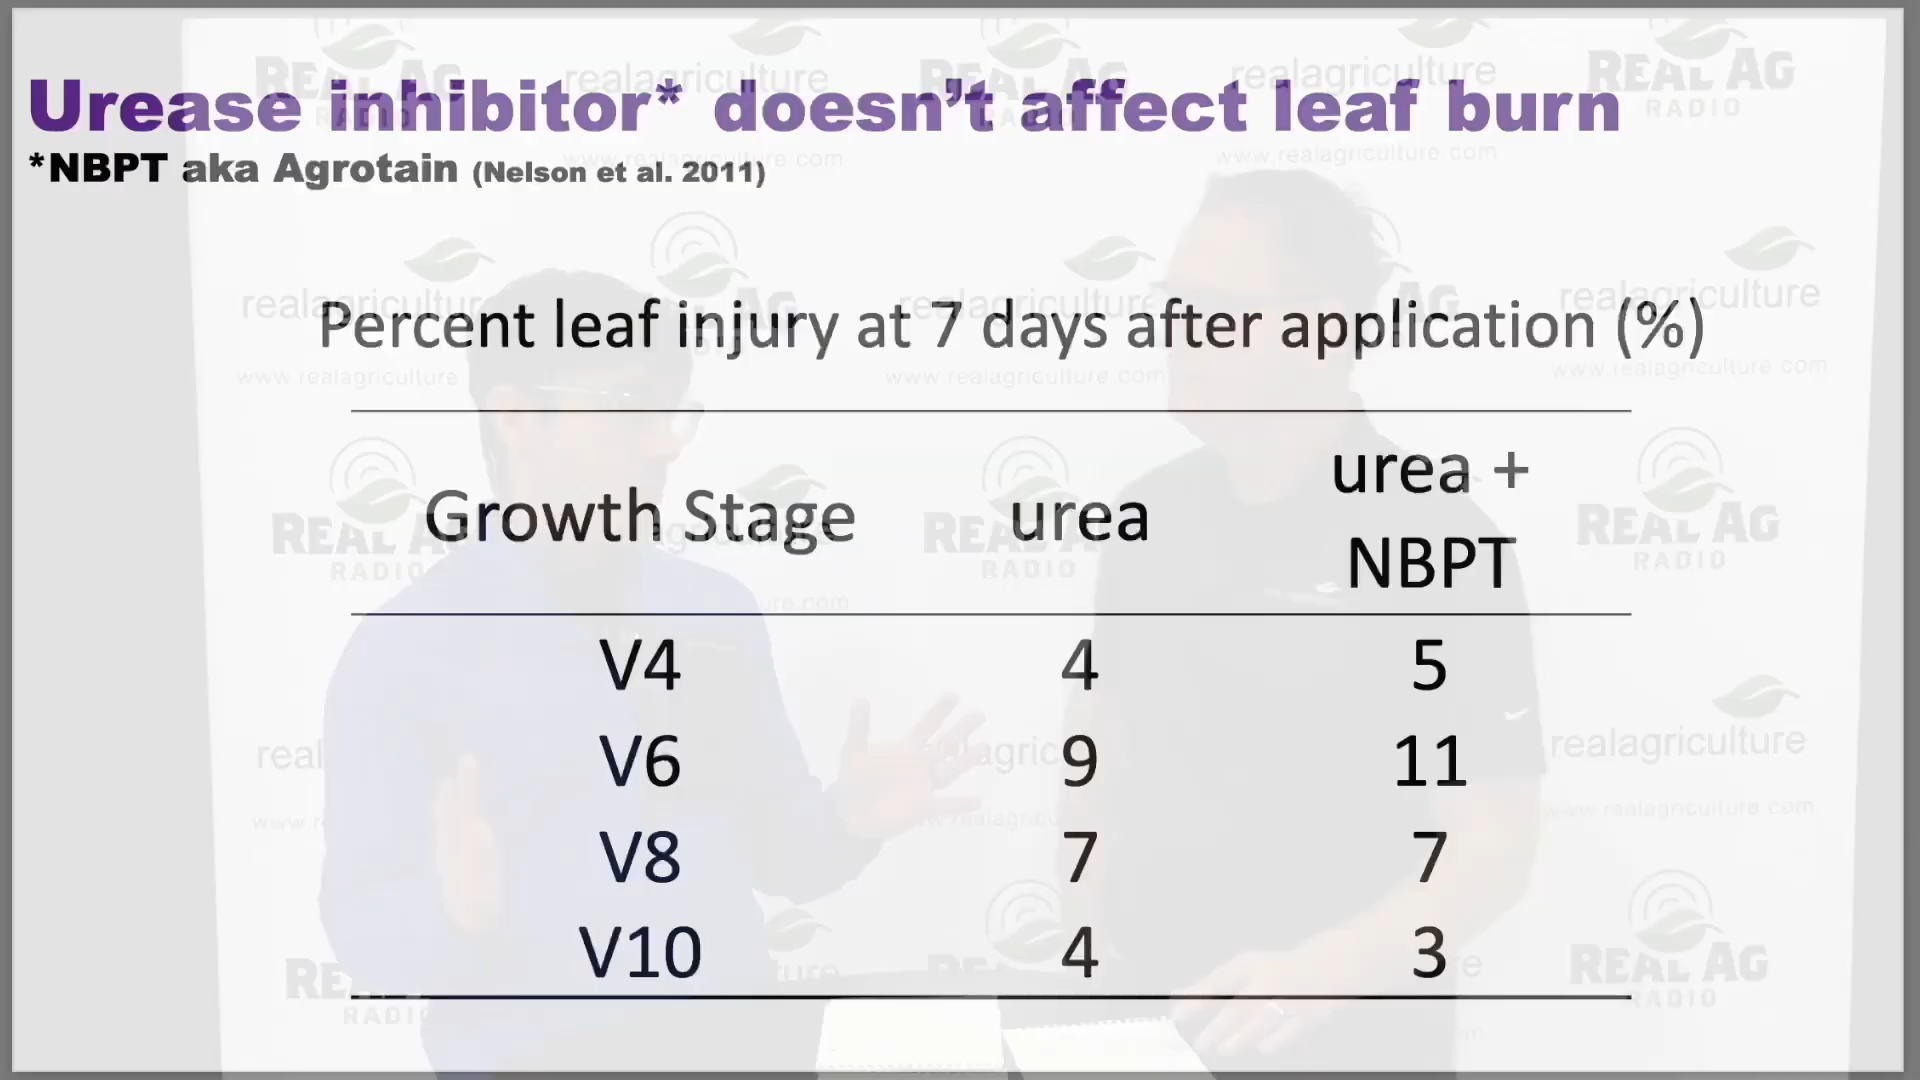 Urease inhibitor* doesn't affect leaf burn
*NBPT aka Agrotain (Nelson et al. 2011)
Percent leaf injury at 7 days after application (%)
Growth Stage urea urea + NBPT
V4 4 5
V6 9 11
V8 7 7
V10 4 3
REAL AG RADIO
realagriculture
www.realagriculture.com